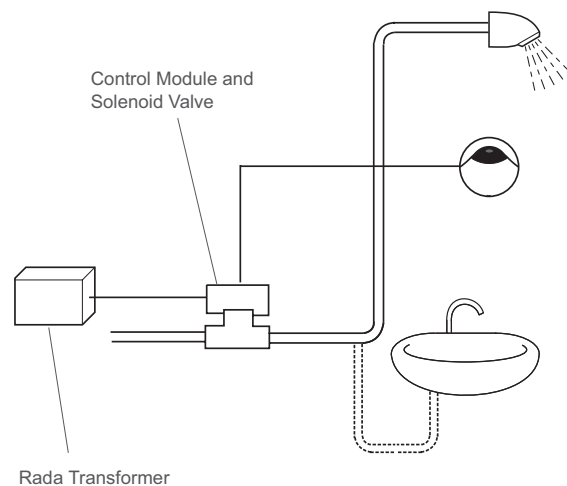 Control Module and
Solenoid Valve
Rada Transformer